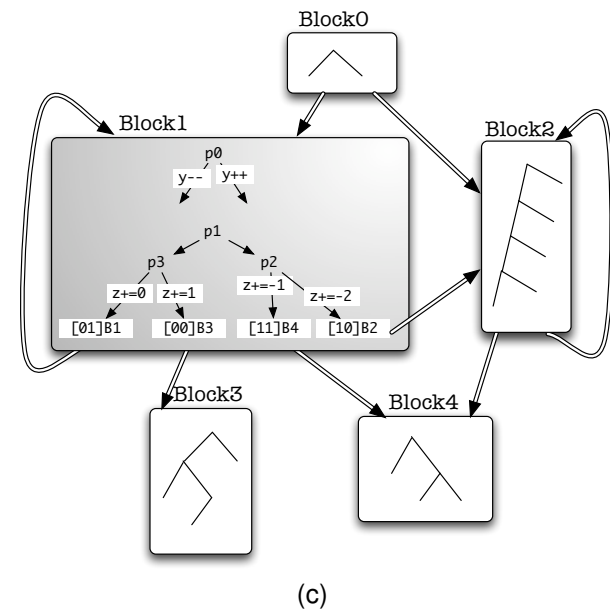 Block0
Block1
Block2
p0
y-- y++
p1
p3 p2
z+=0 z+=1 z+=-1 z+=-2
[01]B1 [00]B3 [11]B4 [10]B2
Block3
Block4
(c)